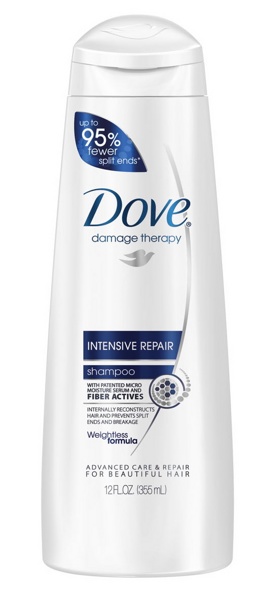 up to
95%
fewer
split ends*
Dove®
damage therapy
INTENSIVE REPAIR
shampoo
WITH PATENTED MICRO
MOISTURE SERUM AND
FIBER ACTIVES
INTERNALLY RECONSTRUCTS
HAIR AND PREVENTS SPLIT
ENDS AND BREAKAGE
Weightless
formula
ADVANCED CARE & REPAIR
FOR BEAUTIFUL HAIR
12 FL.OZ. (355 mL)